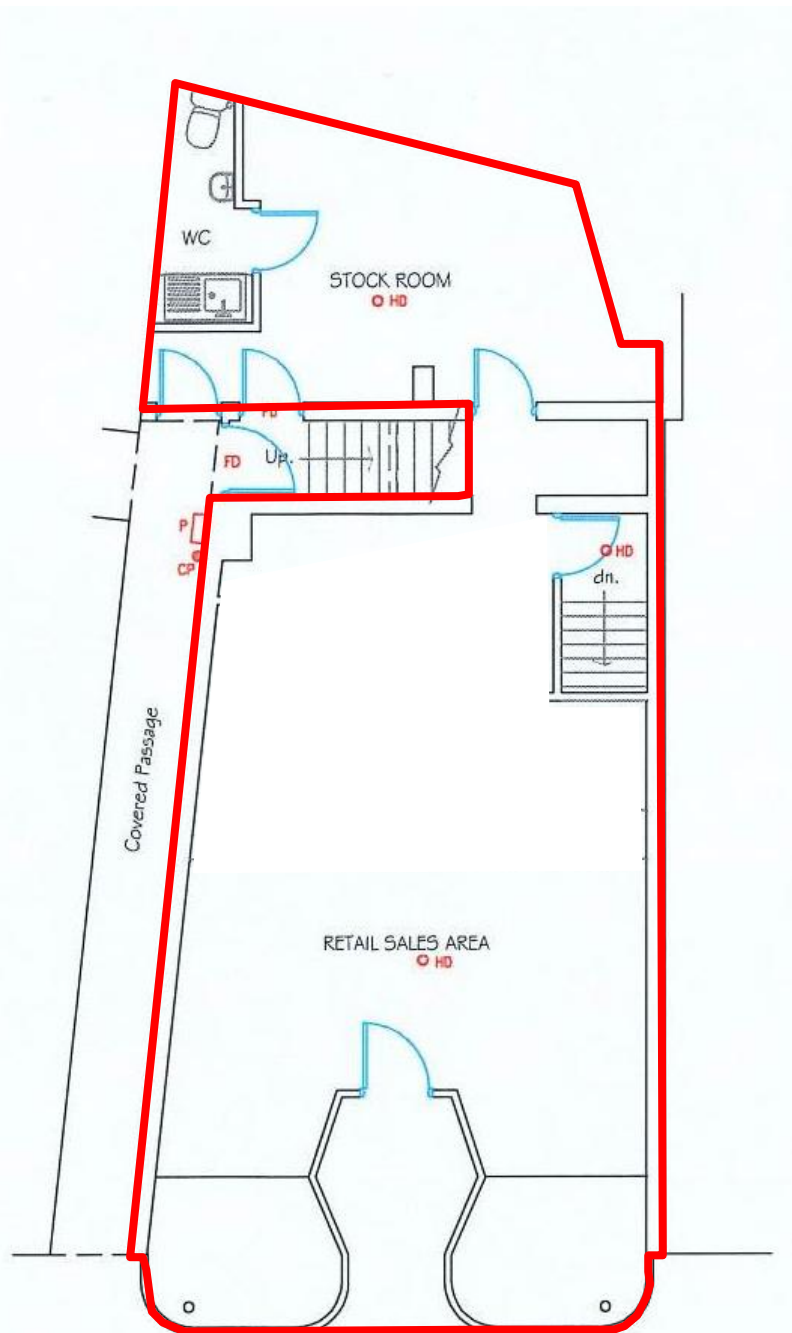 WC
STOCK ROOM
HD
FD
Up.
FD
P
CP
HD
dn.
Covered Passage
RETAIL SALES AREA
HD